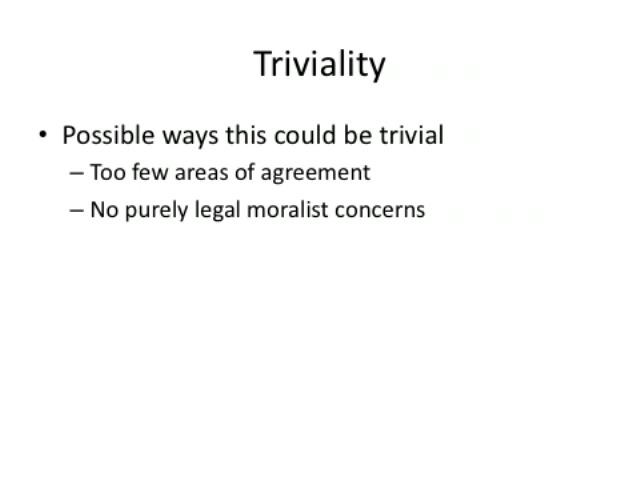 Triviality
• Possible ways this could be trivial
– Too few areas of agreement
– No purely legal moralist concerns